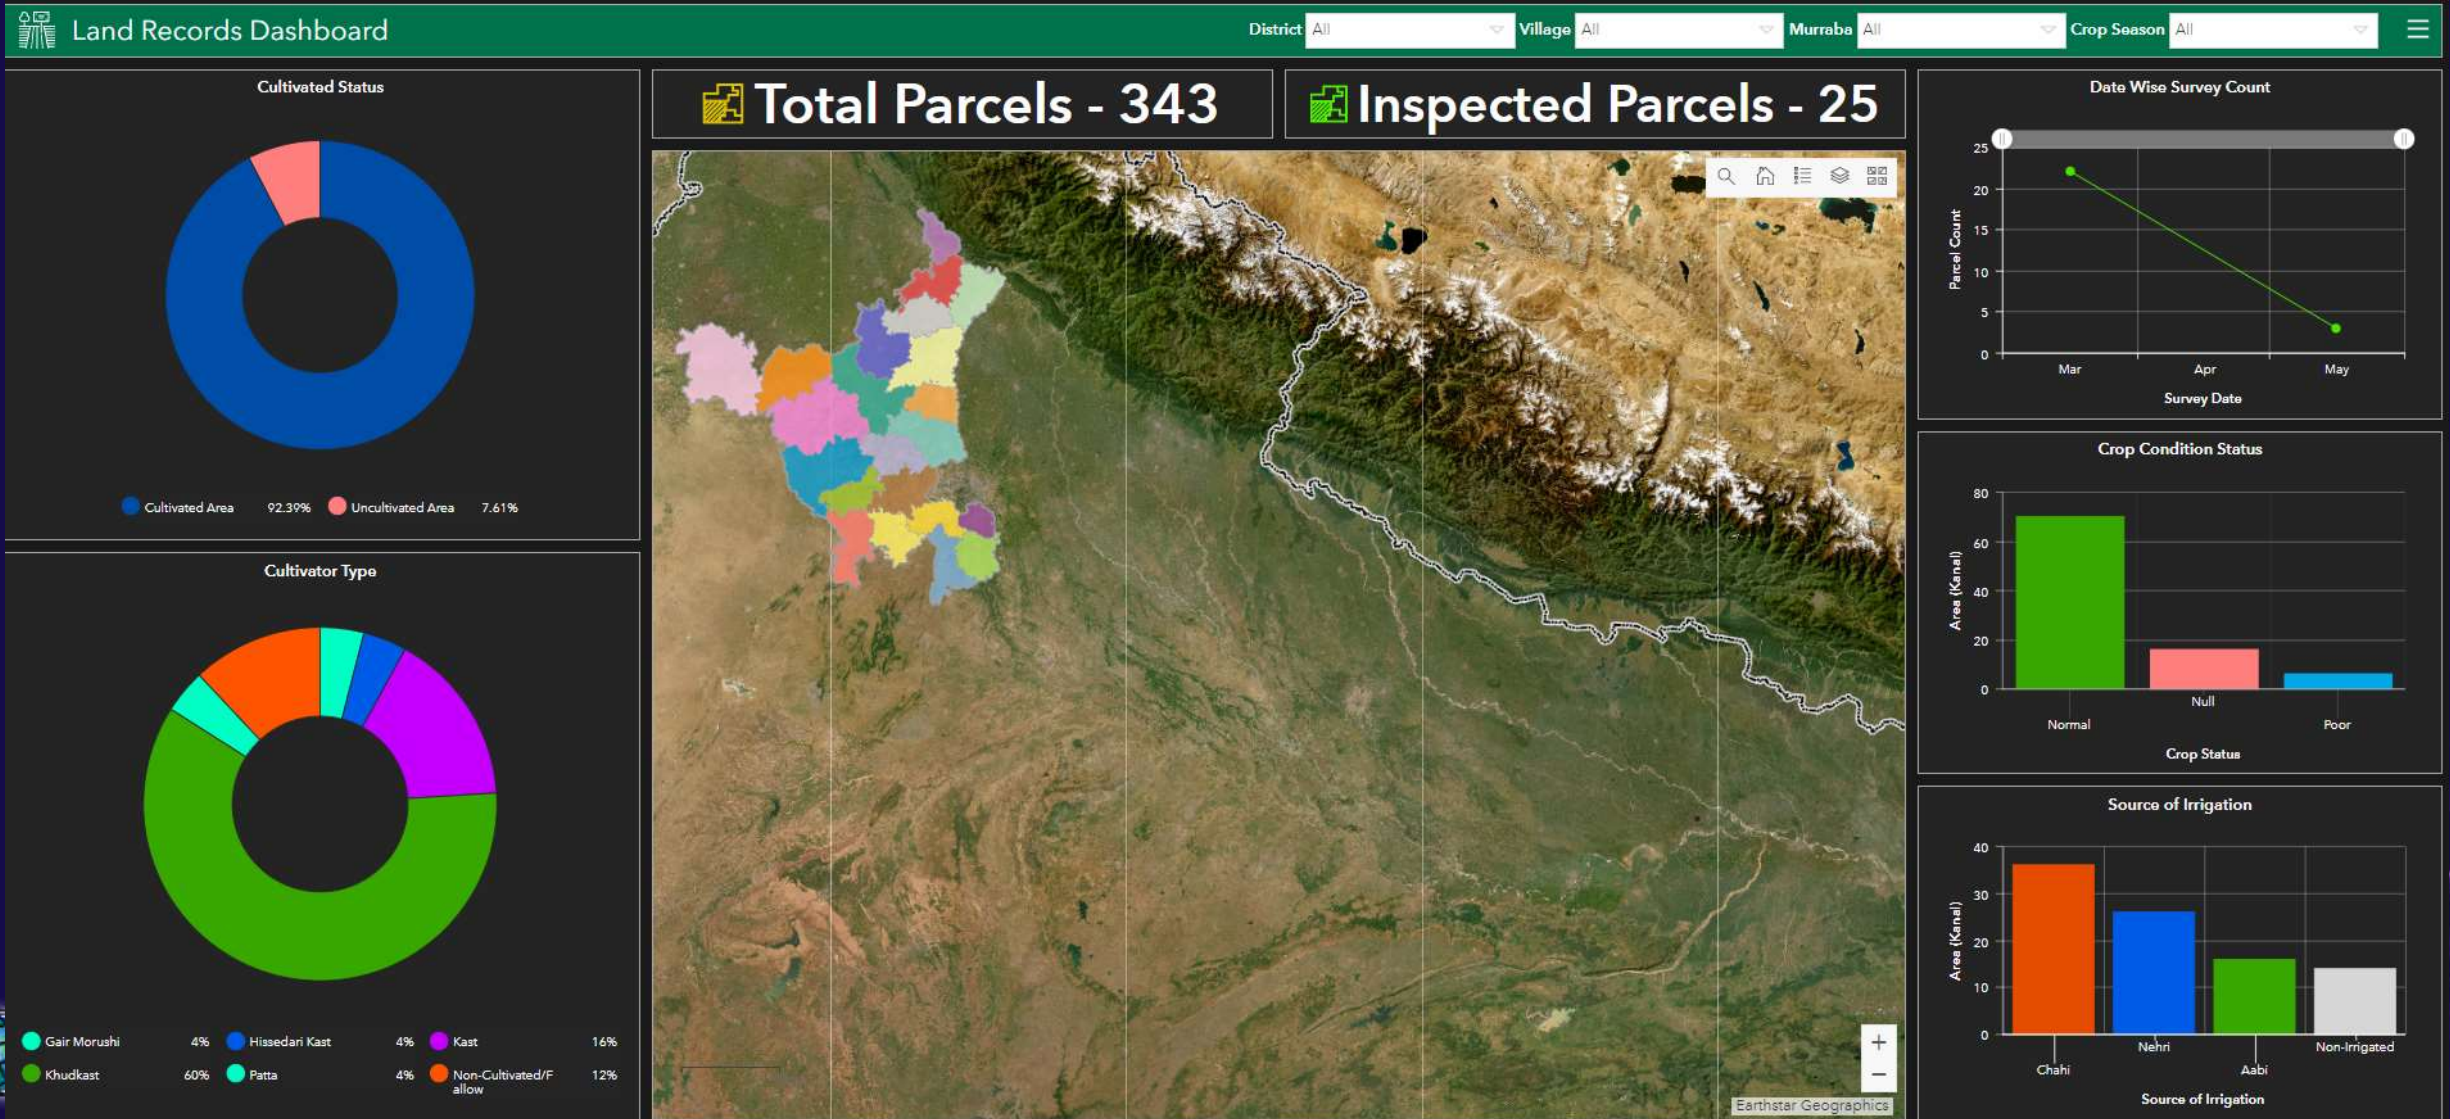 Land Records Dashboard
District All Village All Murraba All Crop Season All
Cultivated Status
Cultivated Area 92.39% Uncultivated Area 7.61%
Cultivator Type
Gair Morushi 4% Hissedari Kast 4% Kast 16%
Khudkast 60% Patta 4% Non-Cultivated/F 12%
allow
Total Parcels - 343
Inspected Parcels - 25
Earthstar Geographics
Date Wise Survey Count
Parcel Count
25
20
15
10
5
0
Mar Apr May
Survey Date
Crop Condition Status
Area (Kanal)
80
60
40
20
0
Normal Null Poor
Crop Status
Source of Irrigation
Area (Kanal)
40
30
20
10
0
Chahi Nehri Aabi Non-Irrigated
Source of Irrigation